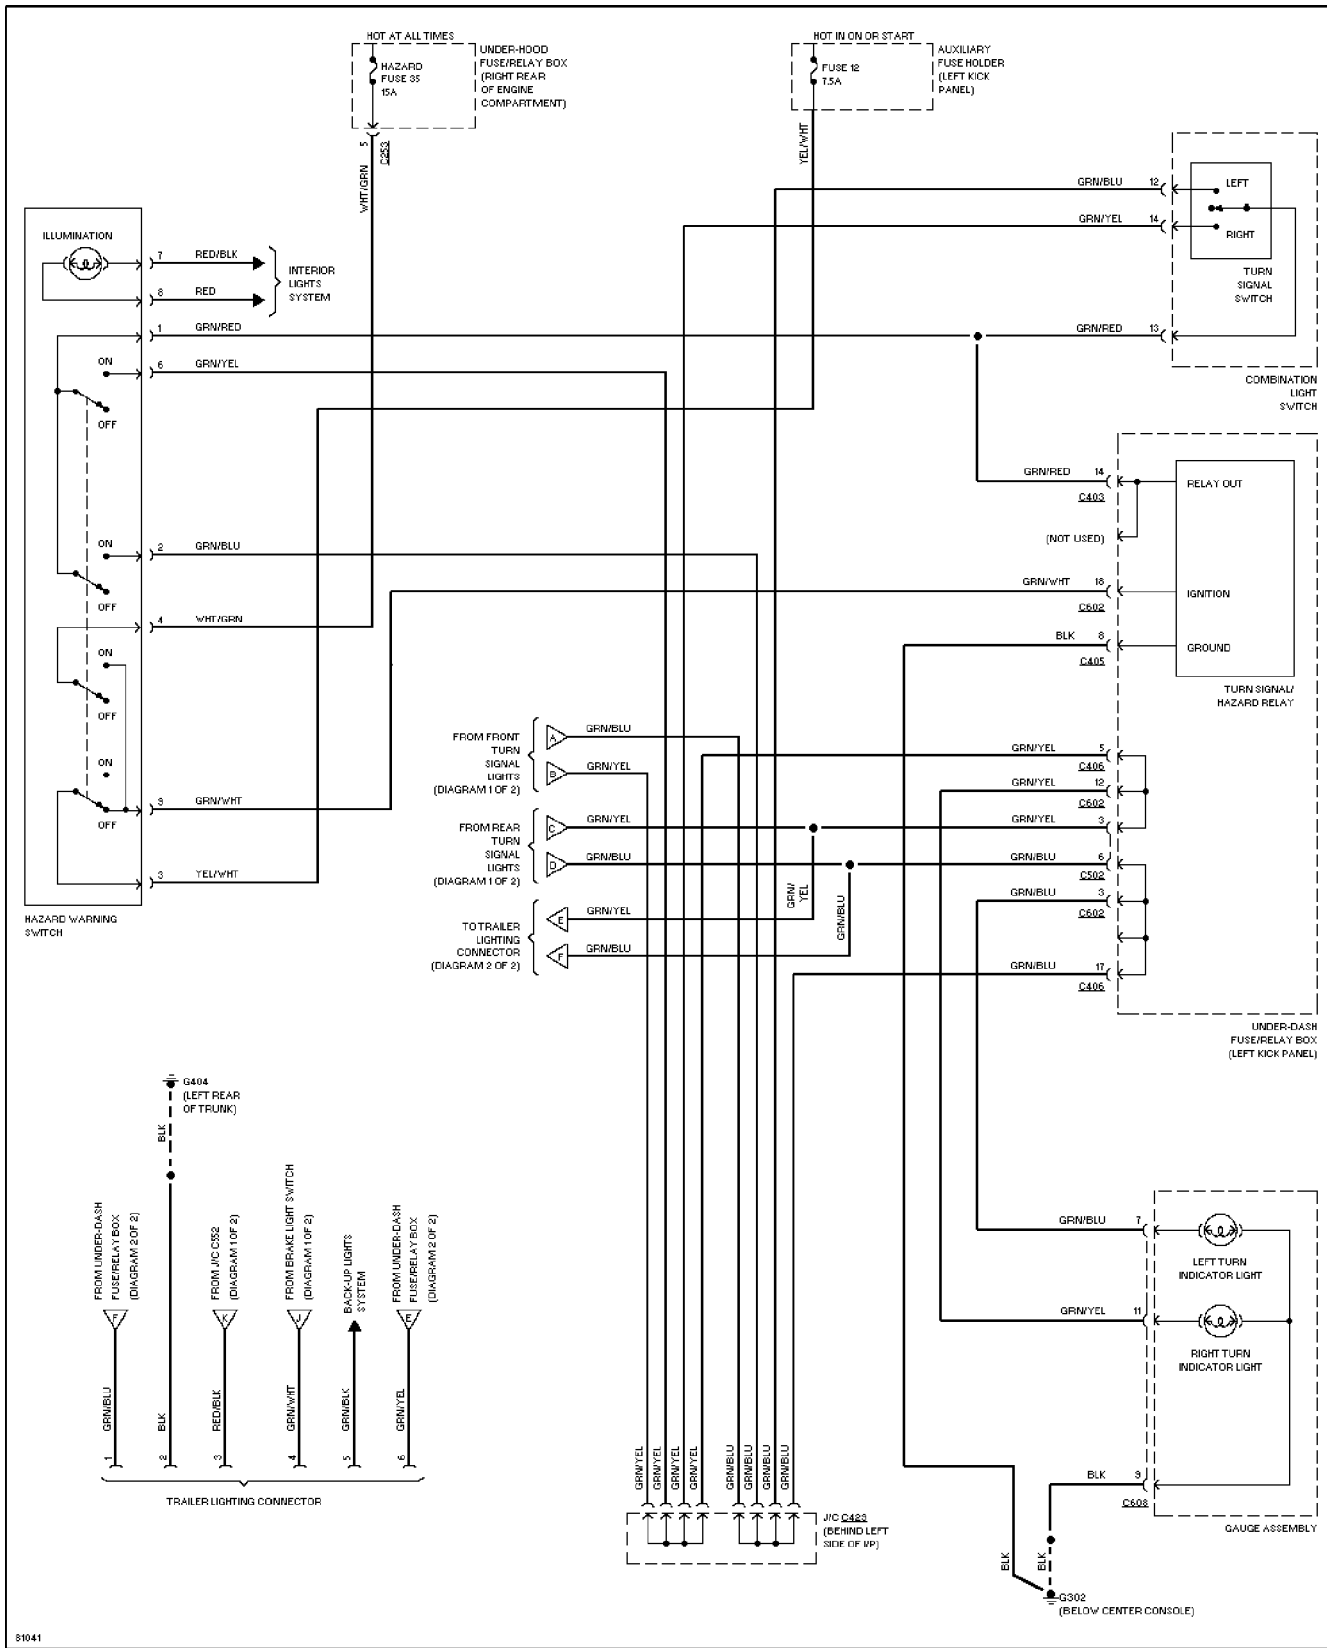 HOT AT ALL TIMES
HAZARD
FUSE 35
15A
UNDER-HOOD
FUSE/RELAY BOX
(RIGHT REAR
OF ENGINE
COMPARTMENT)
5
C253
WHT/GRN
HOT IN ON OR START
FUSE 12
7.5A
AUXILIARY
FUSE HOLDER
(LEFT KICK
PANEL)
YEL/WHT
GRN/BLU 12
GRN/YEL 14
LEFT
RIGHT
TURN
SIGNAL
SWITCH
GRN/RED 13
COMBINATION
LIGHT
SWITCH
ILLUMINATION
7 RED/BLK
8 RED
INTERIOR
LIGHTS
SYSTEM
1 GRN/RED
ON
6 GRN/YEL
OFF
ON
2 GRN/BLU
OFF
4 WHT/GRN
ON
OFF
ON
9 GRN/WHT
OFF
3 YEL/WHT
HAZARD WARNING
SWITCH
GRN/RED 14
C403
RELAY OUT
(NOT USED)
GRN/WHT 18
C602
IGNITION
BLK 8
C405
GROUND
TURN SIGNAL/
HAZARD RELAY
FROM FRONT
TURN
SIGNAL
LIGHTS
(DIAGRAM 1 OF 2)
A GRN/BLU
B GRN/YEL
FROM REAR
TURN
SIGNAL
LIGHTS
(DIAGRAM 1 OF 2)
C GRN/YEL
D GRN/BLU
TO TRAILER
LIGHTING
CONNECTOR
(DIAGRAM 2 OF 2)
E GRN/YEL
F GRN/BLU
GRN/
YEL
GRN/BLU
GRN/YEL 5
C406
GRN/YEL 12
C602
GRN/YEL 3
GRN/BLU 6
C502
GRN/BLU 3
C602
GRN/BLU 17
C406
UNDER-DASH
FUSE/RELAY BOX
(LEFT KICK PANEL)
G404
(LEFT REAR
OF TRUNK)
BLK
FROM UNDER-DASH
FUSE/RELAY BOX
(DIAGRAM 2 OF 2)
F
GRN/BLU
1
BLK
2
FROM J/C C552
(DIAGRAM 1 OF 2)
K
RED/BLK
3
FROM BRAKE LIGHT SWITCH
(DIAGRAM 1 OF 2)
J
GRN/WHT
4
BACK-UP LIGHTS
SYSTEM
GRN/BLK
5
FROM UNDER-DASH
FUSE/RELAY BOX
(DIAGRAM 2 OF 2)
E
GRN/YEL
6
TRAILER LIGHTING CONNECTOR
GRN/YEL
GRN/YEL
GRN/YEL
GRN/YEL
GRN/BLU
GRN/BLU
GRN/BLU
GRN/BLU
J/C C423
(BEHIND LEFT
SIDE OF I/P)
GRN/BLU 7
LEFT TURN
INDICATOR LIGHT
GRN/YEL 11
RIGHT TURN
INDICATOR LIGHT
BLK 9
C608
GAUGE ASSEMBLY
BLK
BLK
G302
(BELOW CENTER CONSOLE)
81041